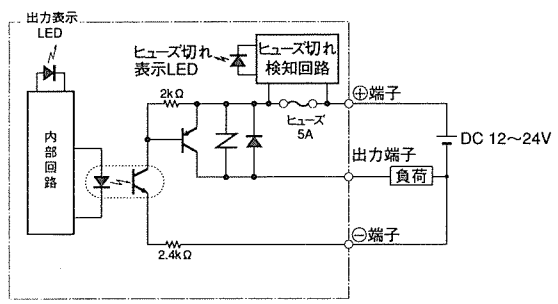 出力表示
LED
ヒューズ切れ
表示LED
ヒューズ切れ
検知回路
2kΩ
ヒューズ
5A
⊕端子
DC 12～24V
内部回路
出力端子
負荷
⊖端子
2.4kΩ